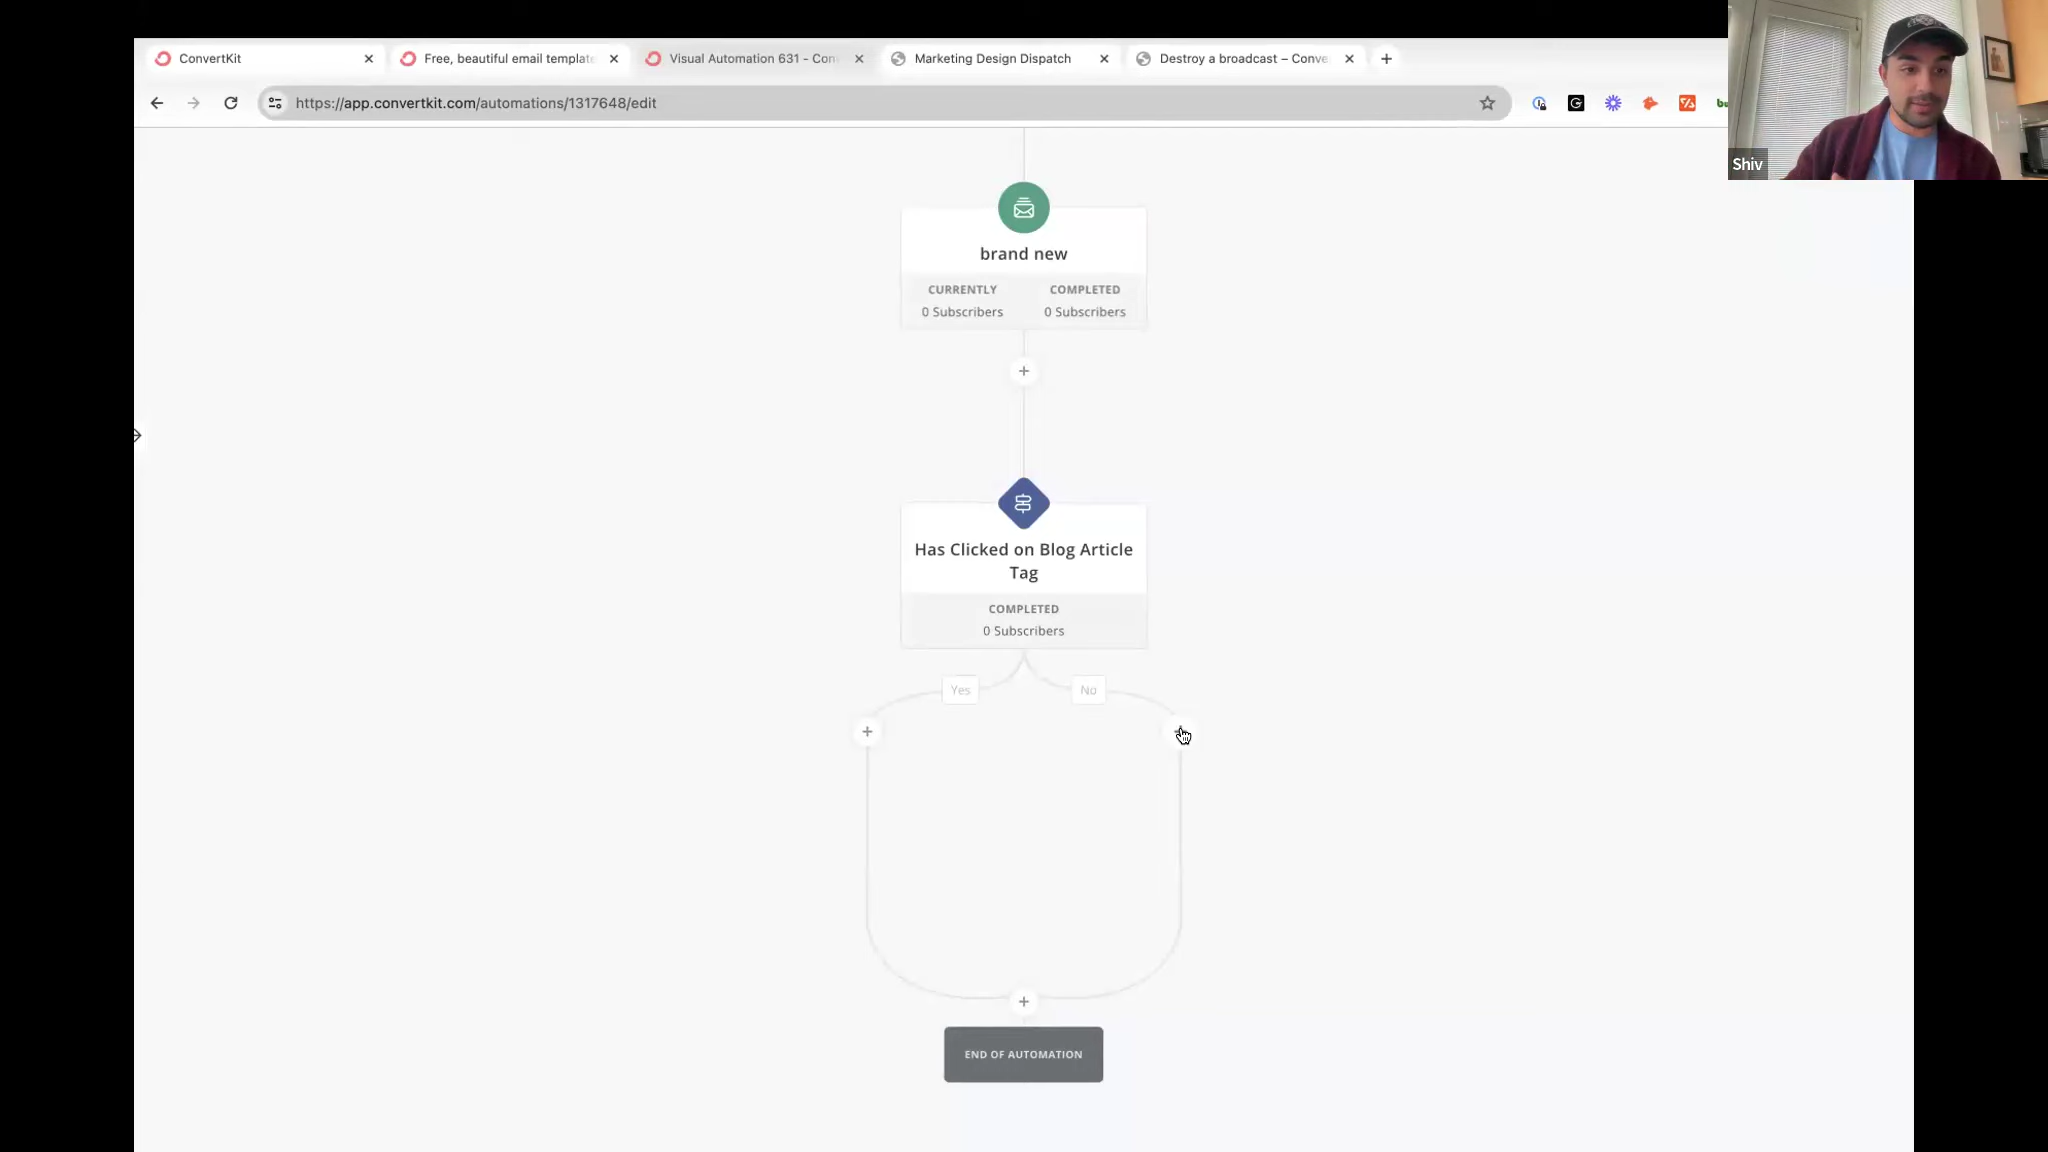 ConvertKit
Free, beautiful email template
Visual Automation 631 - Con
Marketing Design Dispatch
Destroy a broadcast – Conve
https://app.convertkit.com/automations/1317648/edit
Shiv
brand new
CURRENTLY
COMPLETED
0 Subscribers
0 Subscribers
Has Clicked on Blog Article
Tag
COMPLETED
0 Subscribers
Yes
No
END OF AUTOMATION